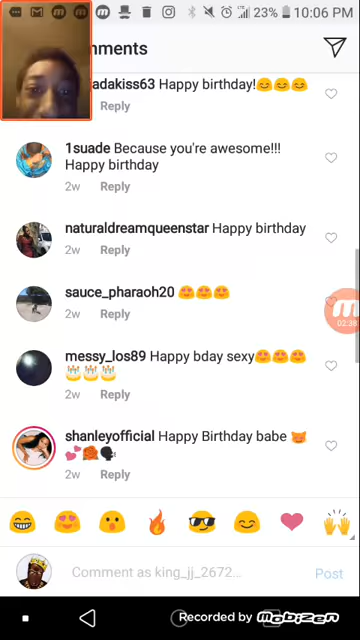 23% 10:06 PM
mments
adakiss63 Happy birthday!😊😊😊
Reply
1suade Because you're awesome!!!
Happy birthday
2w Reply
naturaldreamqueenstar Happy birthday
2w Reply
sauce_pharaoh20 😍😍😍
2w Reply
02:39
messy_los89 Happy bday sexy😍😍😍
🎂🎂🎂
2w Reply
shanleyofficial Happy Birthday babe 😻
💕🌹🗣
2w Reply
Comment as king_jj_2672... Post
Recorded by Mobizen